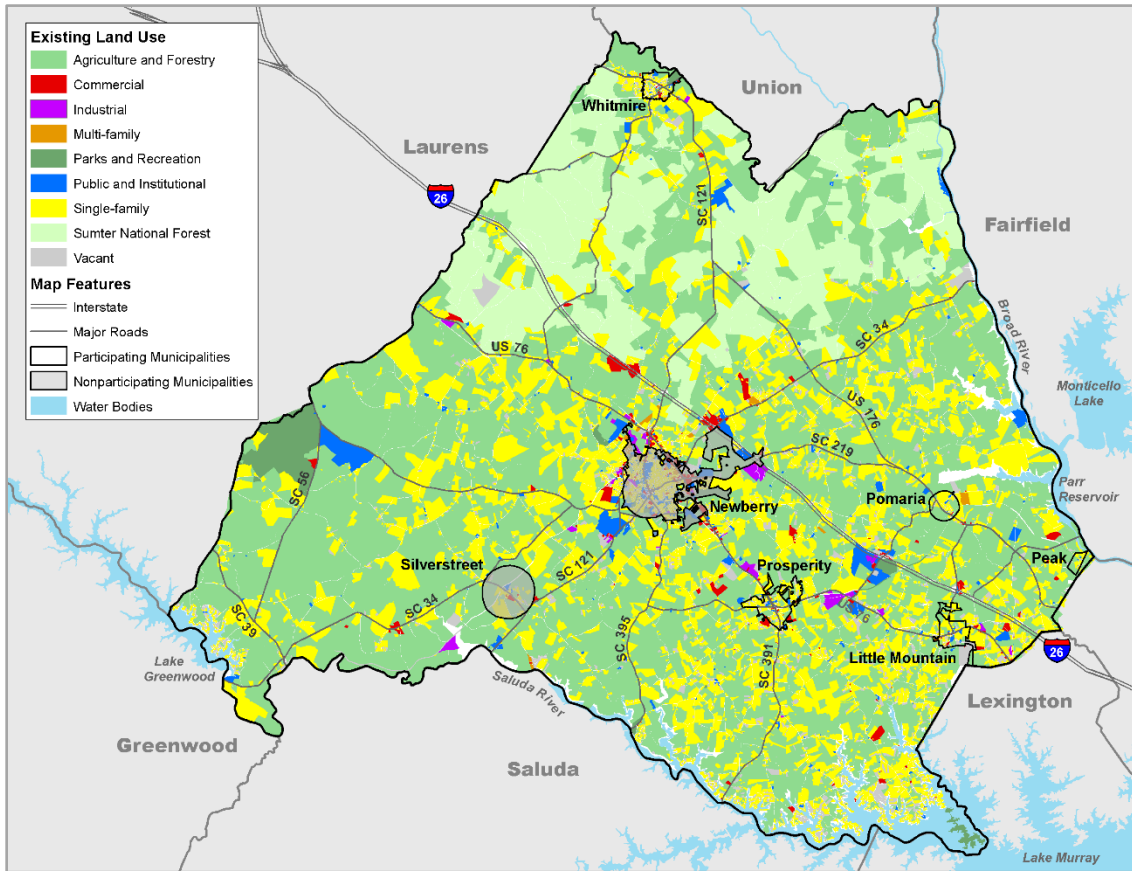 Existing Land Use
Agriculture and Forestry
Commercial
Industrial
Multi-family
Parks and Recreation
Public and Institutional
Single-family
Sumter National Forest
Vacant
Map Features
Interstate
Major Roads
Participating Municipalities
Nonparticipating Municipalities
Water Bodies
Union
Whitmire
Laurens
26
SC 121
Fairfield
Broad River
SC 34
US 76
Monticello
Lake
US 176
SC 219
Parr
Reservoir
SC 56
Pomaria
Newberry
Peak
Silverstreet
SC 121
Prosperity
SC 34
US 76
SC 39
SC 395
Little Mountain
26
SC 391
Lake
Greenwood
Saluda River
Lexington
Greenwood
Saluda
Lake Murray